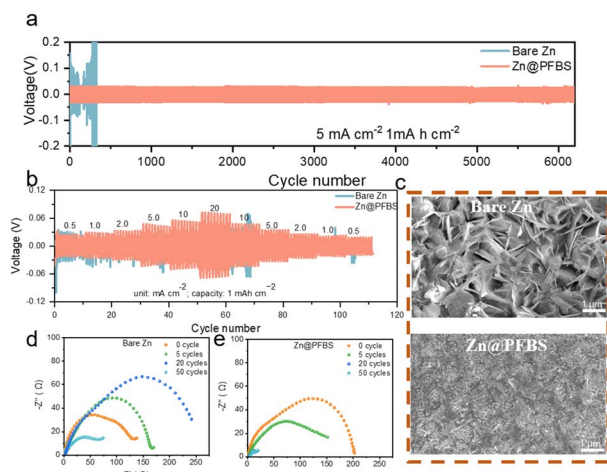 a
0.2
0.1
0.0
-0.1
-0.2
Voltage(V)
Bare Zn
Zn@PFBS
5 mA cm⁻² 1mA h cm⁻²
0 1000 2000 3000 4000 5000 6000
Cycle number
b
0.12
0.06
0.00
-0.06
-0.12
Voltage (V)
Bare Zn
Zn@PFBS
0.5 1.0 2.0 5.0 10 20 10 5.0 2.0 1.0 0.5
unit: mA cm⁻²; capacity: 1 mAh cm⁻²
0 20 40 60 80 100 120
Cycle number
c
Bare Zn
1 μm
Zn@PFBS
1 μm
d
Bare Zn
100
80
60
40
20
0
-Z'' (Ω)
0 cycle
5 cycles
20 cycles
50 cycles
0 50 100 150 200 250
e
Zn@PFBS
100
80
60
40
20
0
-Z'' (Ω)
0 cycle
5 cycles
20 cycles
50 cycles
0 50 100 150 200 250